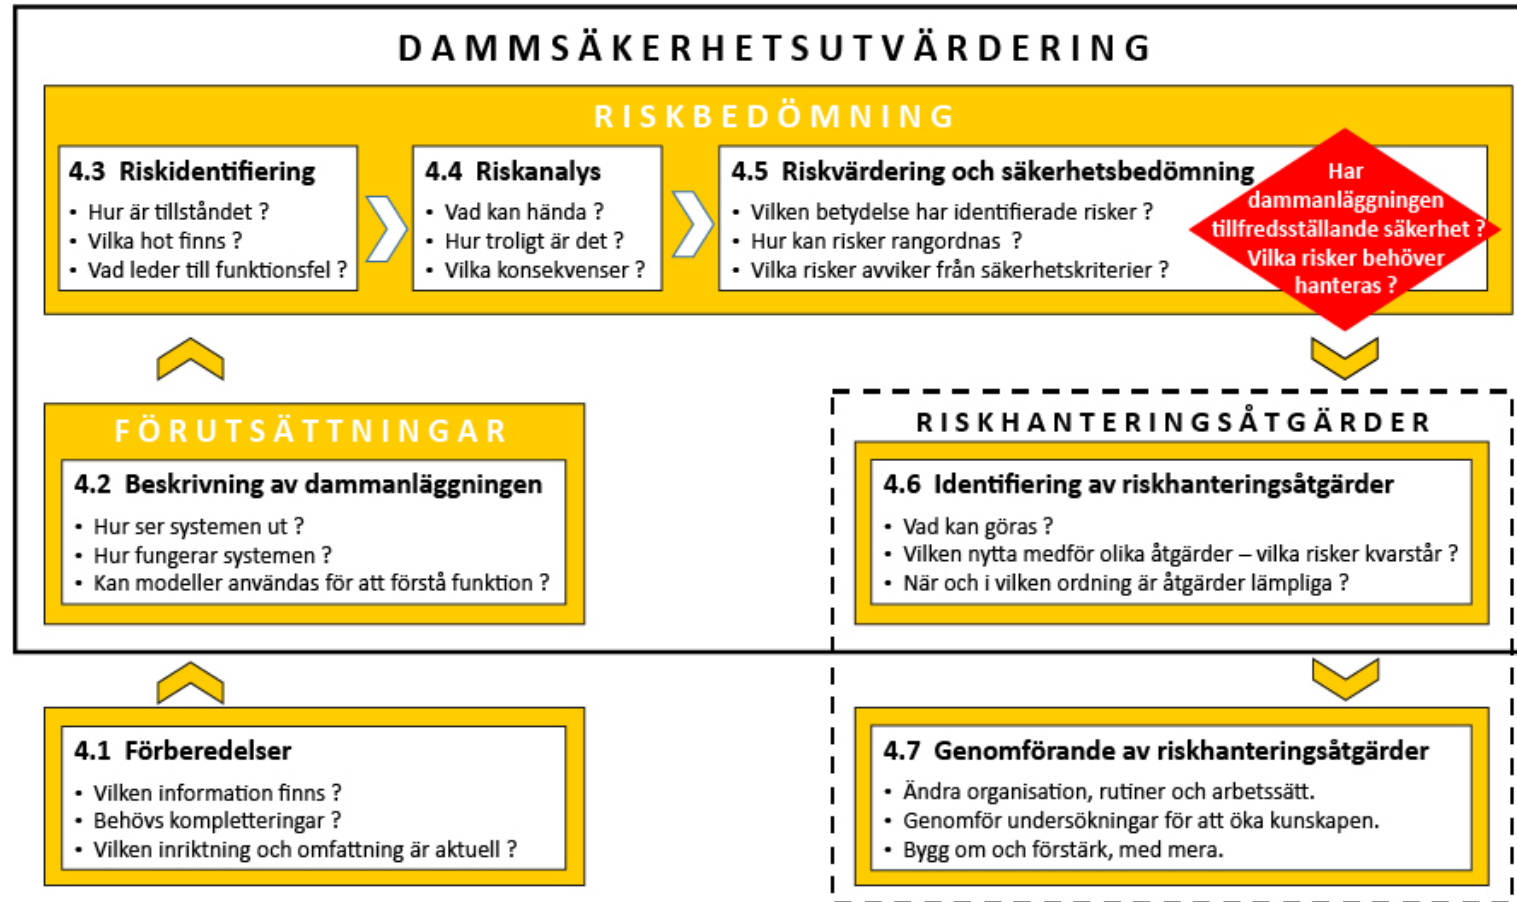 DAMMSÄKERHETSUTVÄRDERING
RISKBEDÖMNING
4.3 Riskidentifiering
• Hur är tillståndet ?
• Vilka hot finns ?
• Vad leder till funktionsfel ?
4.4 Riskanalys
• Vad kan hända ?
• Hur troligt är det ?
• Vilka konsekvenser ?
4.5 Riskvärdering och säkerhetsbedömning
• Vilken betydelse har identifierade risker ?
• Hur kan risker rangordnas ?
• Vilka risker avviker från säkerhetskriterier ?
Har
dammanläggningen
tillfredsställande säkerhet ?
Vilka risker behöver
hanteras ?
FÖRUTSÄTTNINGAR
4.2 Beskrivning av dammanläggningen
• Hur ser systemen ut ?
• Hur fungerar systemen ?
• Kan modeller användas för att förstå funktion ?
RISKHANTERINGSÅTGÄRDER
4.6 Identifiering av riskhanteringsåtgärder
• Vad kan göras ?
• Vilken nytta medför olika åtgärder – vilka risker kvarstår ?
• När och i vilken ordning är åtgärder lämpliga ?
4.1 Förberedelser
• Vilken information finns ?
• Behövs kompletteringar ?
• Vilken inriktning och omfattning är aktuell ?
4.7 Genomförande av riskhanteringsåtgärder
• Ändra organisation, rutiner och arbetssätt.
• Genomför undersökningar för att öka kunskapen.
• Bygg om och förstärk, med mera.